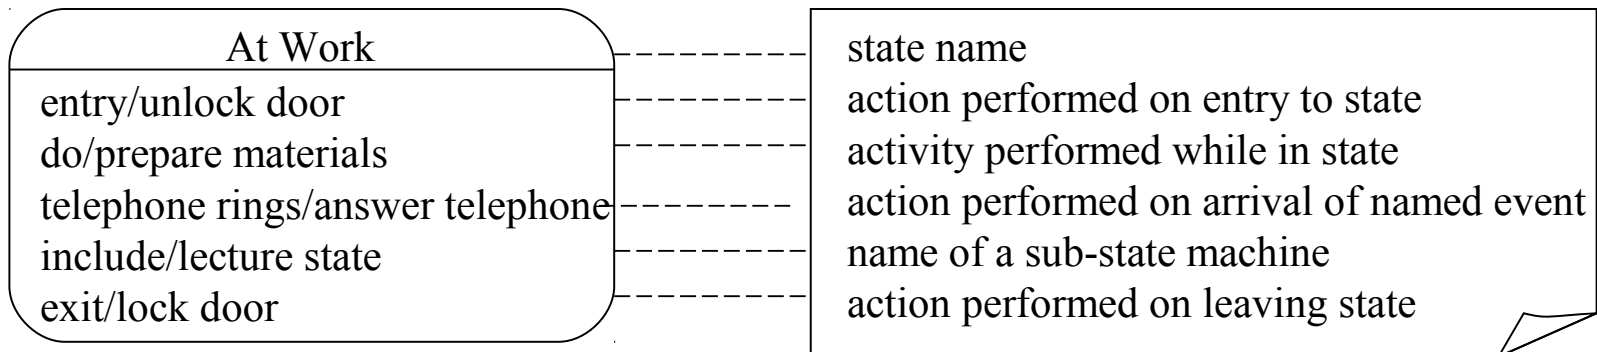 At Work
entry/unlock door
do/prepare materials
telephone rings/answer telephone
include/lecture state
exit/lock door
state name
action performed on entry to state
activity performed while in state
action performed on arrival of named event
name of a sub-state machine
action performed on leaving state